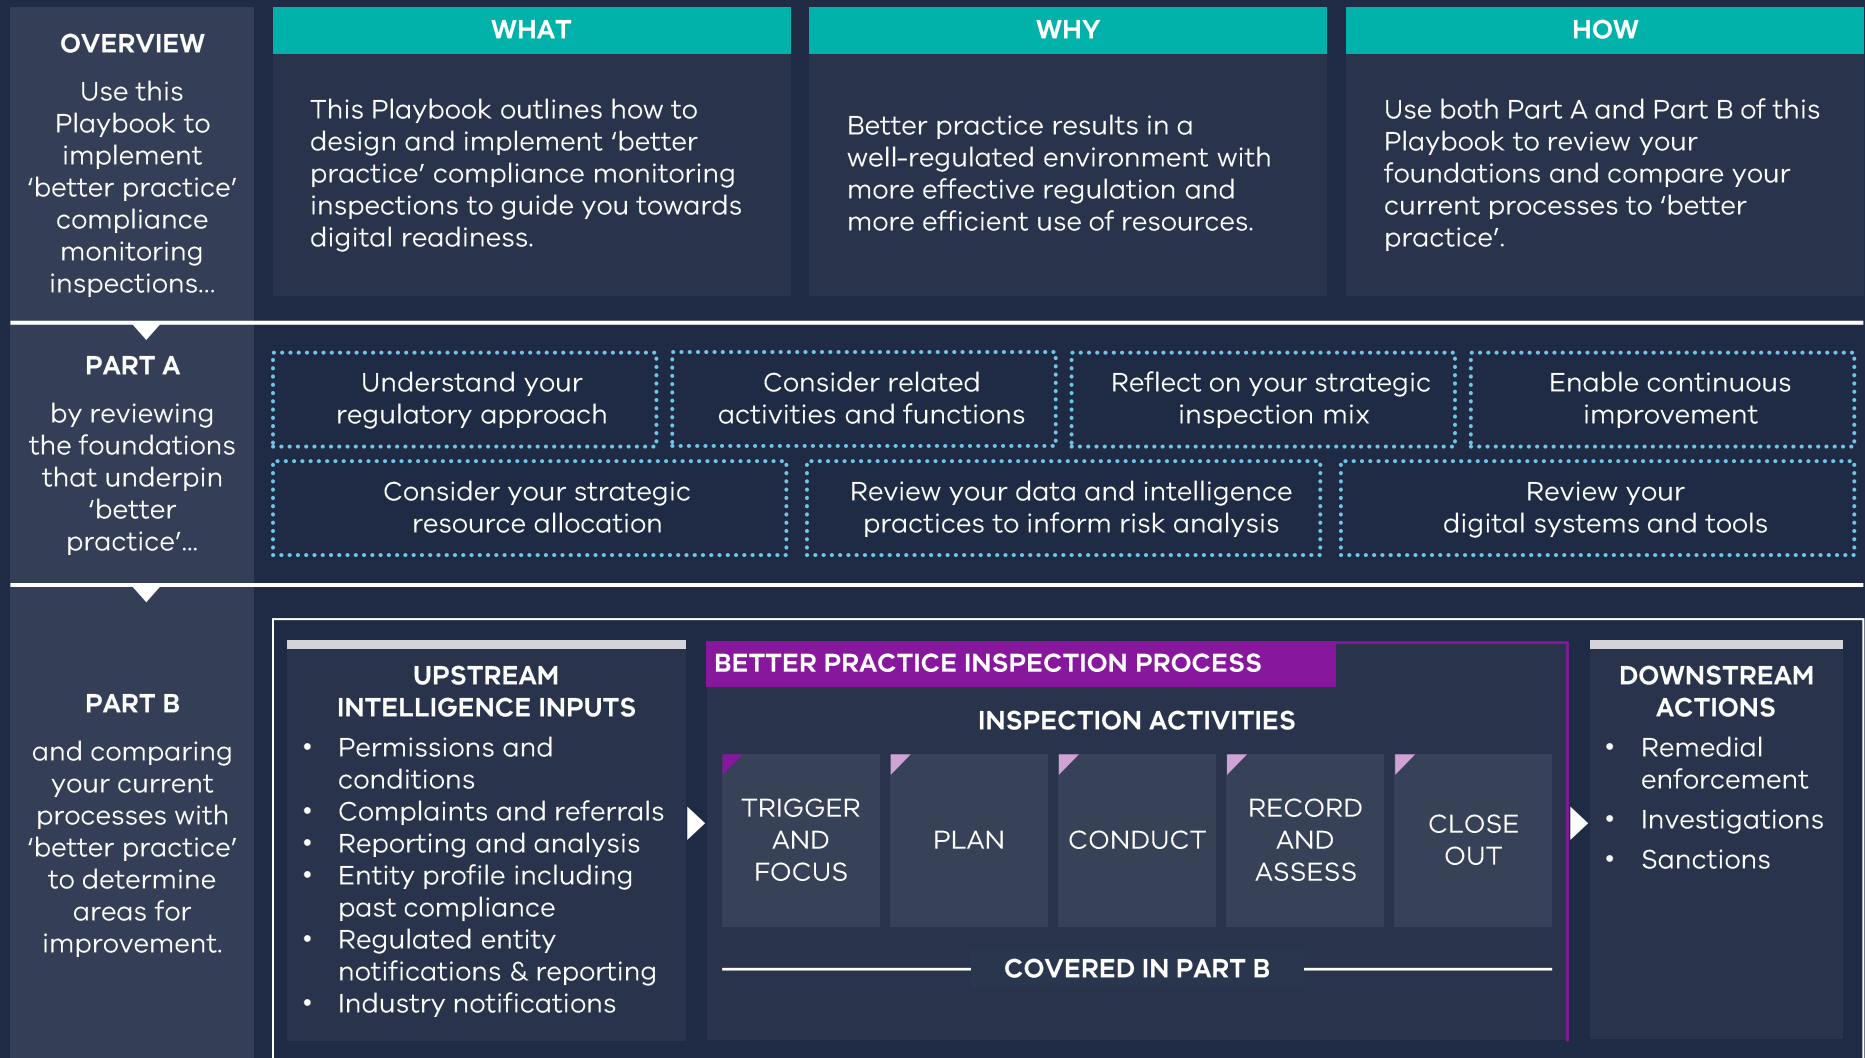 OVERVIEW
Use this
Playbook to
implement
‘better practice’
compliance
monitoring
inspections...
WHAT
This Playbook outlines how to
design and implement ‘better
practice’ compliance monitoring
inspections to guide you towards
digital readiness.
WHY
Better practice results in a
well-regulated environment with
more effective regulation and
more efficient use of resources.
HOW
Use both Part A and Part B of this
Playbook to review your
foundations and compare your
current processes to ‘better
practice’.
PART A
by reviewing
the foundations
that underpin
‘better
practice’...
Understand your
regulatory approach
Consider related
activities and functions
Reflect on your strategic
inspection mix
Enable continuous
improvement
Consider your strategic
resource allocation
Review your data and intelligence
practices to inform risk analysis
Review your
digital systems and tools
PART B
and comparing
your current
processes with
‘better practice’
to determine
areas for
improvement.
UPSTREAM
INTELLIGENCE INPUTS
• Permissions and
conditions
• Complaints and referrals
• Reporting and analysis
• Entity profile including
past compliance
• Regulated entity
notifications & reporting
• Industry notifications
BETTER PRACTICE INSPECTION PROCESS
INSPECTION ACTIVITIES
TRIGGER
AND
FOCUS
PLAN
CONDUCT
RECORD
AND
ASSESS
CLOSE
OUT
COVERED IN PART B
DOWNSTREAM
ACTIONS
• Remedial
enforcement
• Investigations
• Sanctions